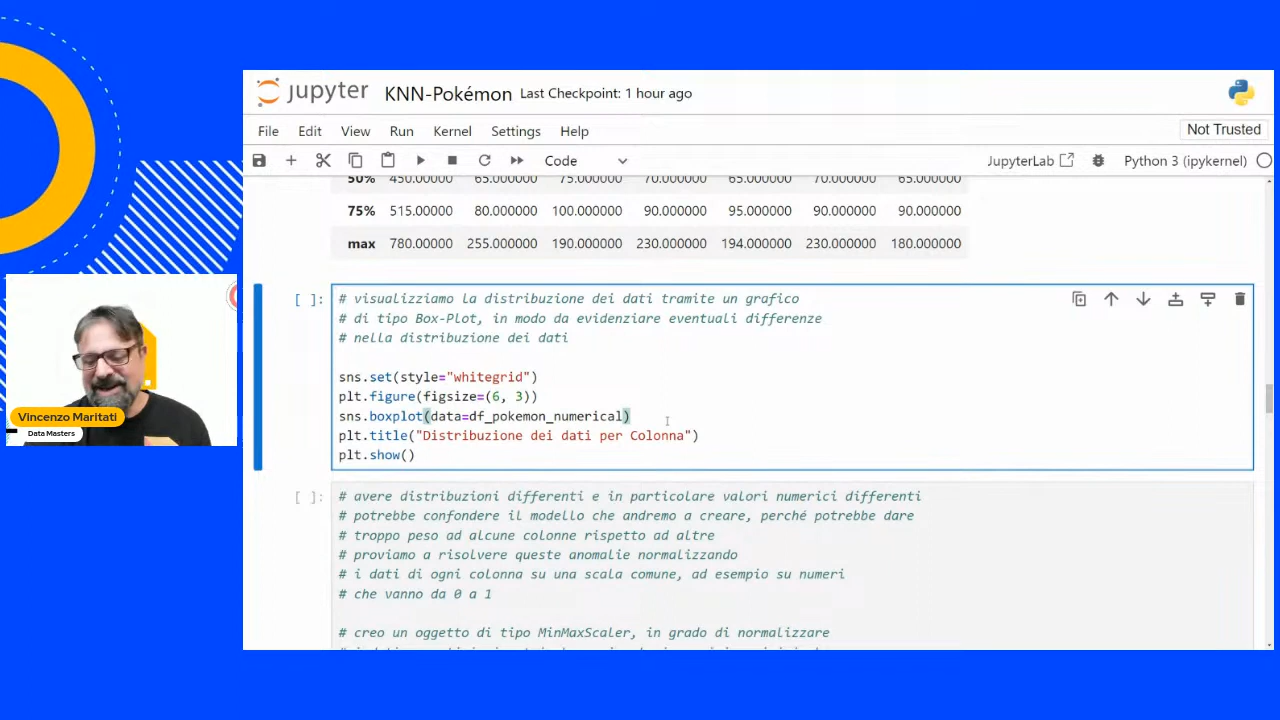 jupyter KNN-Pokémon Last Checkpoint: 1 hour ago
File Edit View Run Kernel Settings Help
Not Trusted
Code
JupyterLab
Python 3 (ipykernel)
50% 450.00000 65.000000 75.000000 70.000000 65.000000 70.000000 65.000000
75% 515.00000 80.000000 100.000000 90.000000 95.000000 90.000000 90.000000
max 780.00000 255.000000 190.000000 230.000000 194.000000 230.000000 180.000000
[ ]: # visualizziamo la distribuzione dei dati tramite un grafico
# di tipo Box-Plot, in modo da evidenziare eventuali differenze
# nella distribuzione dei dati
sns.set(style="whitegrid")
plt.figure(figsize=(6, 3))
sns.boxplot(data=df_pokemon_numerical)
plt.title("Distribuzione dei dati per Colonna")
plt.show()
[ ]: # avere distribuzioni differenti e in particolare valori numerici differenti
# potrebbe confondere il modello che andremo a creare, perché potrebbe dare
# troppo peso ad alcune colonne rispetto ad altre
# proviamo a risolvere queste anomalie normalizzando
# i dati di ogni colonna su una scala comune, ad esempio su numeri
# che vanno da 0 a 1
# creo un oggetto di tipo MinMaxScaler, in grado di normalizzare
Vincenzo Maritati
Data Masters